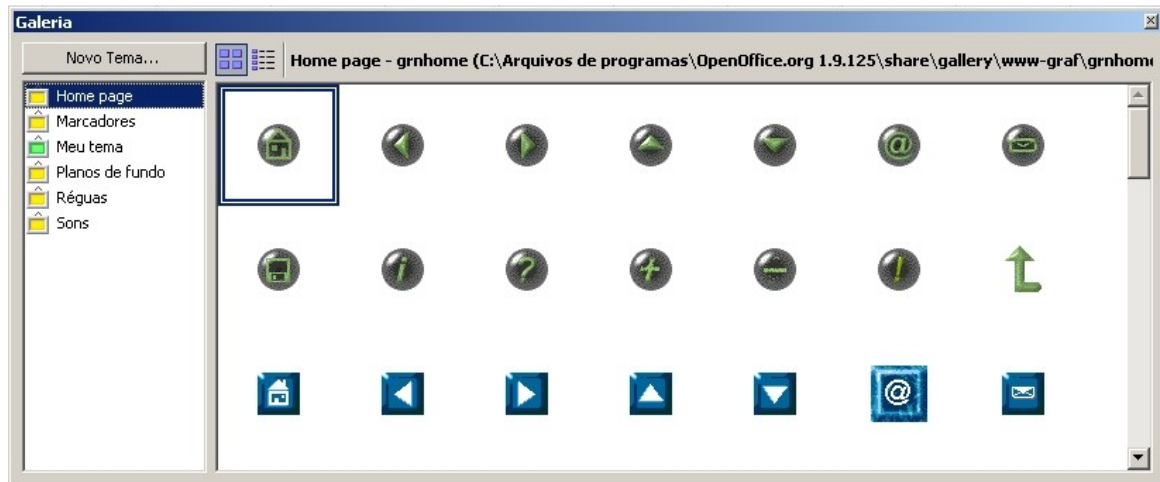 Galeria
Novo Tema...
Home page - grnhome (C:\Arquivos de programas\OpenOffice.org 1.9.125\share\gallery\www-graf\grnhome
Home page
Marcadores
Meu tema
Planos de fundo
Réguas
Sons